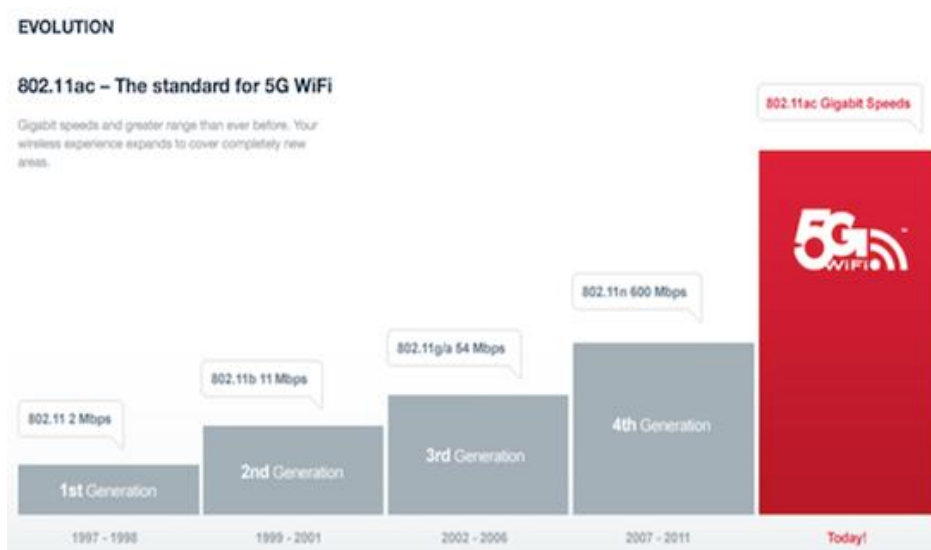 EVOLUTION
802.11ac – The standard for 5G WiFi
Gigabit speeds and greater range than ever before. Your
wireless experience expands to cover completely new
areas.
802.11ac Gigabit Speeds
5G™
WiFi
802.11n 600 Mbps
802.11g/a 54 Mbps
802.11b 11 Mbps
802.11 2 Mbps
1st Generation
2nd Generation
3rd Generation
4th Generation
1997 - 1998
1999 - 2001
2002 - 2006
2007 - 2011
Today!